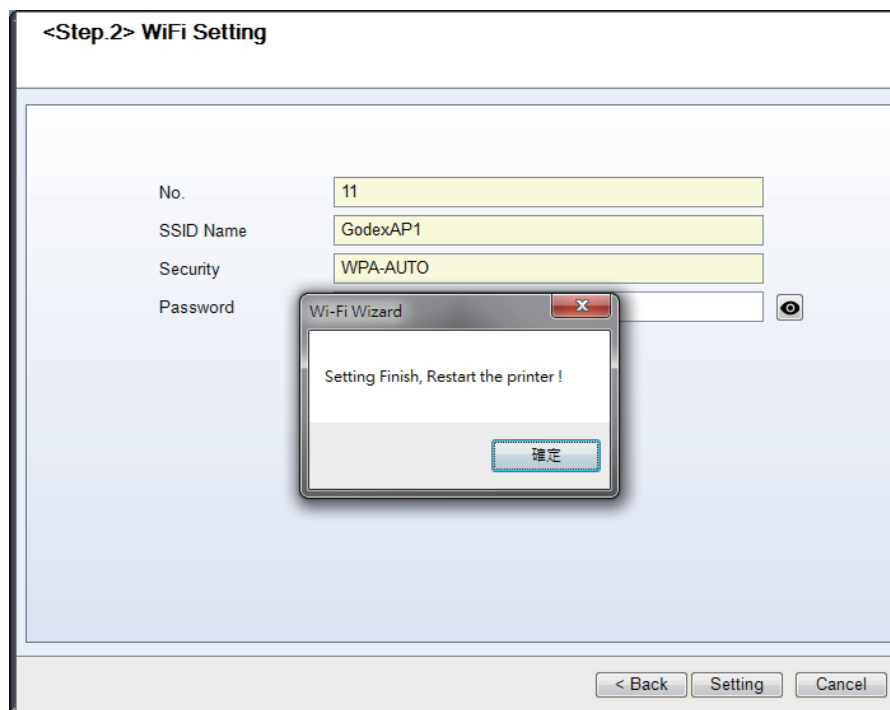 <Step.2> WiFi Setting
No. 11
SSID Name GodexAP1
Security WPA-AUTO
Password
Wi-Fi Wizard
Setting Finish, Restart the printer !
確定
< Back Setting Cancel